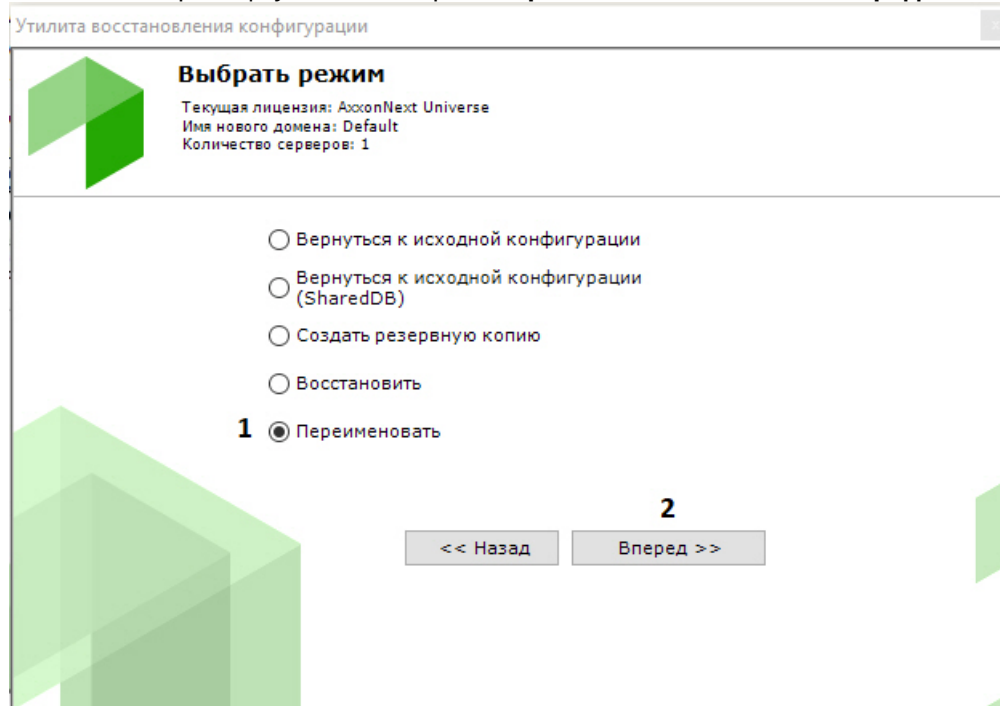 Утилита восстановления конфигурации
Выбрать режим
Текущая лицензия: AxxonNext Universe
Имя нового домена: Default
Количество серверов: 1
Вернуться к исходной конфигурации
Вернуться к исходной конфигурации
(SharedDB)
Создать резервную копию
Восстановить
1 Переименовать
2
<< Назад Вперед >>